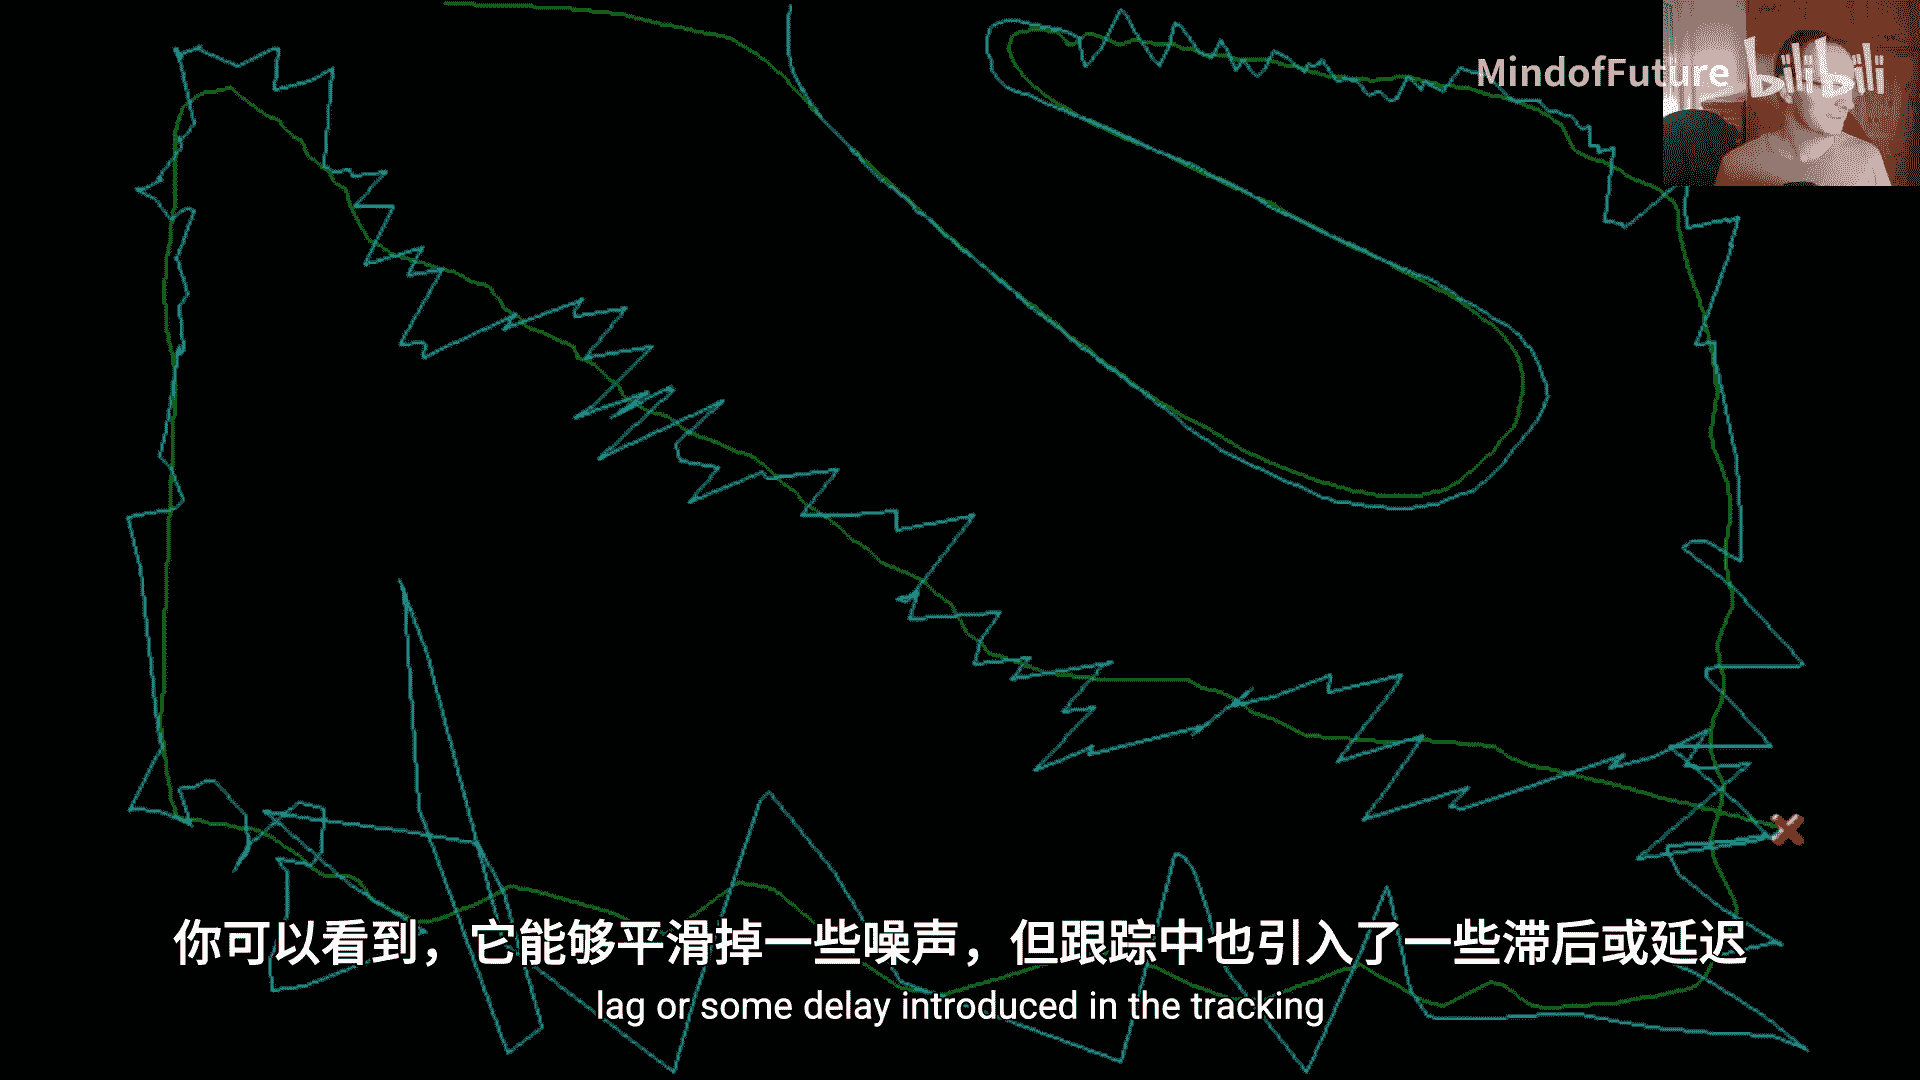 MindofFuture
bilibili
你可以看到，它能够平滑掉一些噪声，但跟踪中也引入了一些滞后或延迟
lag or some delay introduced in the tracking